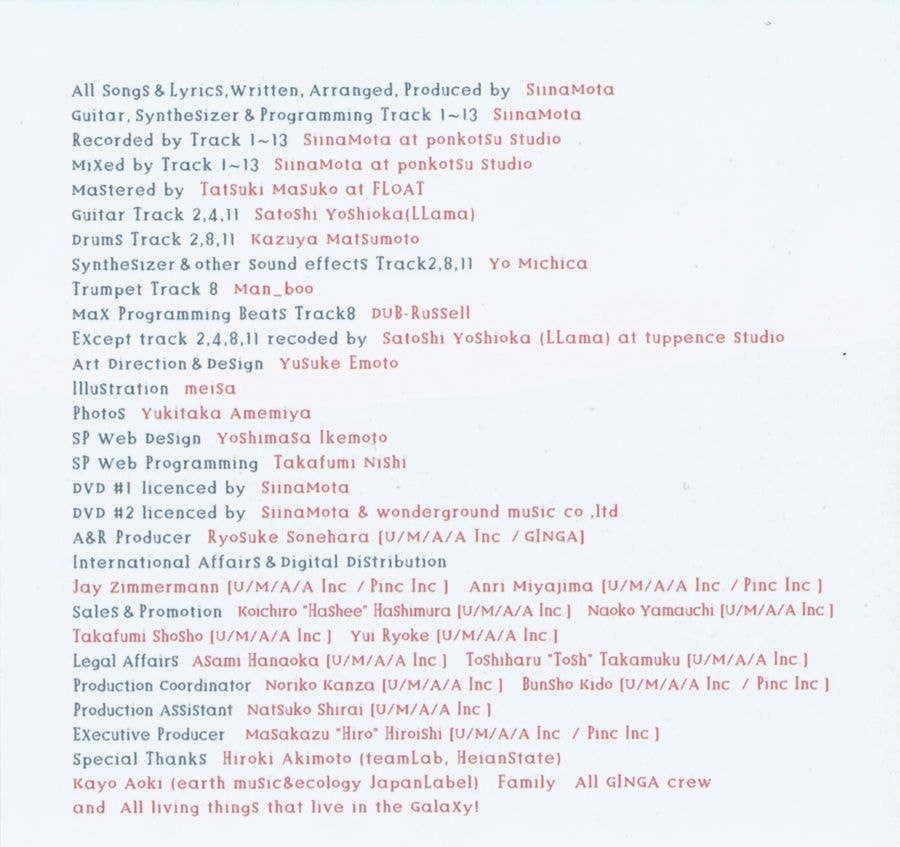 All Songs & Lyrics,Written, Arranged, Produced by SiinaMota
Guitar, Synthesizer & Programming Track 1~13 SiinaMota
Recorded by Track 1~13 SiinaMota at ponkotsu Studio
Mixed by Track 1~13 SiinaMota at ponkotsu Studio
Mastered by Tatsuki Masuko at FLOAT
Guitar Track 2,4,11 Satoshi Yoshioka(LLama)
Drums Track 2,8,11 Kazuya Matsumoto
Synthesizer & other Sound effects Track2,8,11 Yo Michica
Trumpet Track 8 Man_boo
Max Programming Beats Track8 DUB-Russell
Except track 2,4,8,11 recoded by Satoshi Yoshioka (LLama) at tuppence Studio
Art Direction & Design Yusuke Emoto
Illustration meisa
Photos Yukitaka Amemiya
SP Web Design Yoshimasa Ikemoto
SP Web Programming Takafumi Nishi
DVD #1 licenced by SiinaMota
DVD #2 licenced by SiinaMota & wonderground music co ,ltd
A&R Producer Ryosuke Sonehara [U/M/A/A Inc / GINGA]
International Affairs & Digital Distribution
Jay Zimmermann [U/M/A/A Inc / Pinc Inc ] Anri Miyajima [U/M/A/A Inc / Pinc Inc ]
Sales & Promotion Koichiro "Hashee" Hashimura [U/M/A/A Inc ] Naoko Yamauchi [U/M/A/A Inc ]
Takafumi Shosho [U/M/A/A Inc ] Yui Ryoke [U/M/A/A Inc ]
Legal Affairs Asami Hanaoka [U/M/A/A Inc ] Toshiharu "Tosh" Takamuku [U/M/A/A Inc ]
Production Coordinator Noriko Kanza [U/M/A/A Inc ] Bunsho Kido [U/M/A/A Inc / Pinc Inc ]
Production Assistant Natsuko Shirai [U/M/A/A Inc ]
Executive Producer Masakazu "Hiro" Hiroishi [U/M/A/A Inc / Pinc Inc ]
Special Thanks Hiroki Akimoto (teamLab, HeianState)
Kayo Aoki (earth music&ecology JapanLabel) Family All GINGA crew
and All living things that live in the Galaxy!